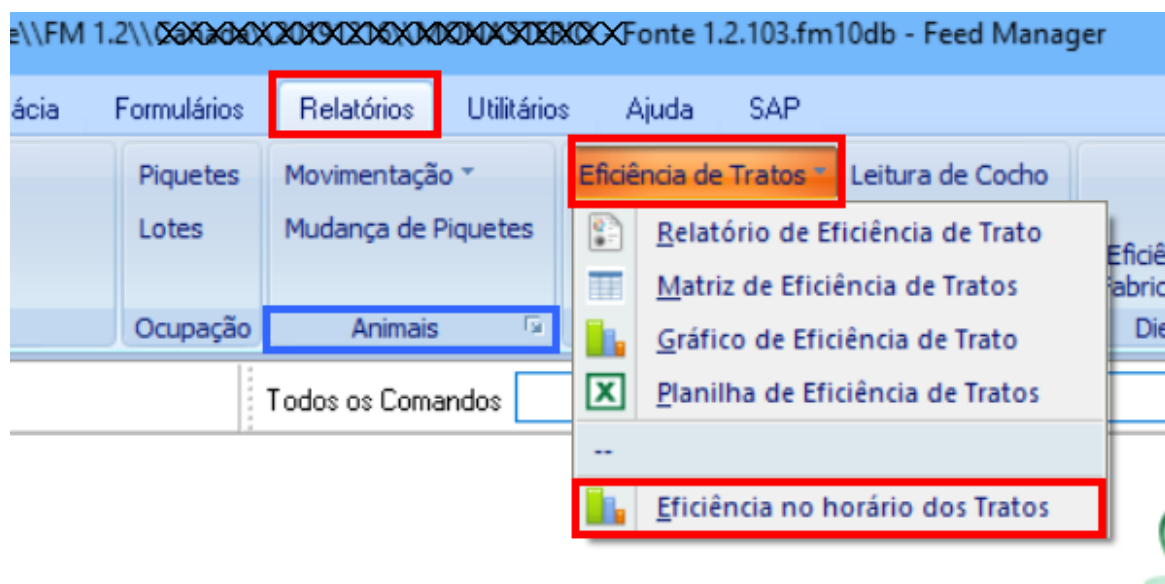 e\\FM 1.2\\ Fonte 1.2.103.fm10db - Feed Manager
ácia Formulários Relatórios Utilitários Ajuda SAP
Piquetes Movimentação Eficiência de Tratos Leitura de Cocho
Lotes Mudança de Piquetes
Relatório de Eficiência de Trato
Eficiê
Matriz de Eficiência de Tratos
Fabric
Ocupação Animais
Gráfico de Eficiência de Trato
Die
Todos os Comandos
Planilha de Eficiência de Tratos
--
Eficiência no horário dos Tratos